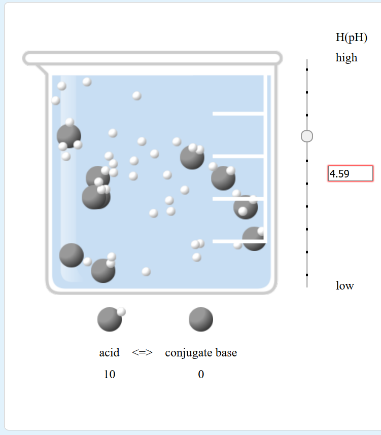 H(pH)
high
4.59
low
acid <=> conjugate base
10 0